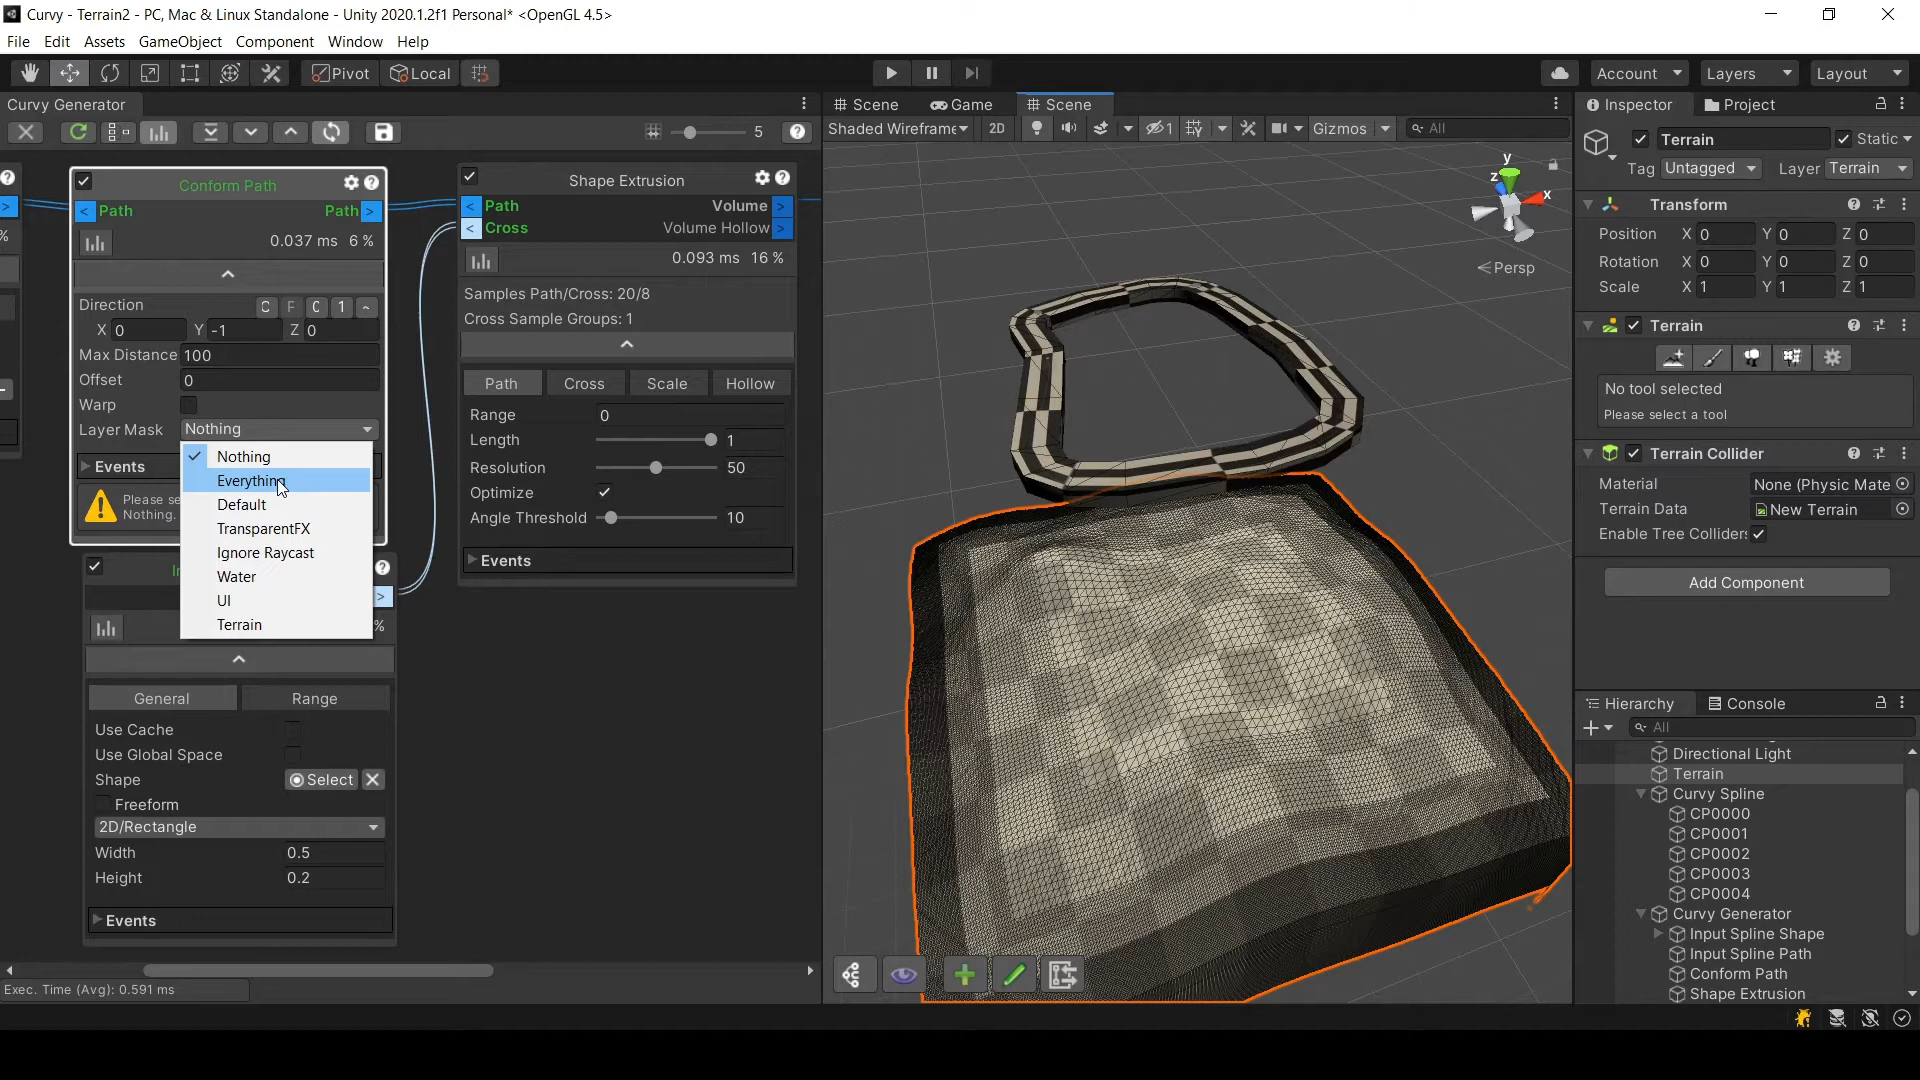 Curvy - Terrain2 - PC, Mac & Linux Standalone - Unity 2020.1.2f1 Personal* <OpenGL 4.5>
File Edit Assets GameObject Component Window Help
Pivot Local Account Layers Layout
Curvy Generator
5
Conform Path
Path Path
0.037 ms 6 %
Direction C F C 1 ~
X 0 Y -1 Z 0
Max Distance 100
Offset 0
Warp
Layer Mask Nothing
Events
Please se
Nothing.
Nothing
Everything
Default
TransparentFX
Ignore Raycast
Water
UI
Terrain
%
General Range
Use Cache
Use Global Space
Shape Select
Freeform
2D/Rectangle
Width 0.5
Height 0.2
Events
Exec. Time (Avg): 0.591 ms
Shape Extrusion
Path Volume
Cross Volume Hollow
0.093 ms 16 %
Samples Path/Cross: 20/8
Cross Sample Groups: 1
Path Cross Scale Hollow
Range 0
Length 1
Resolution 50
Optimize
Angle Threshold 10
Events
Scene Game Scene
Shaded Wireframe 2D 1 Gizmos All
y
z x
Persp
Inspector Project
Terrain Static
Tag Untagged Layer Terrain
Transform
Position X 0 Y 0 Z 0
Rotation X 0 Y 0 Z 0
Scale X 1 Y 1 Z 1
Terrain
No tool selected
Please select a tool
Terrain Collider
Material None (Physic Mate
Terrain Data New Terrain
Enable Tree Colliders
Add Component
Hierarchy Console
All
Directional Light
Terrain
Curvy Spline
CP0000
CP0001
CP0002
CP0003
CP0004
Curvy Generator
Input Spline Shape
Input Spline Path
Conform Path
Shape Extrusion